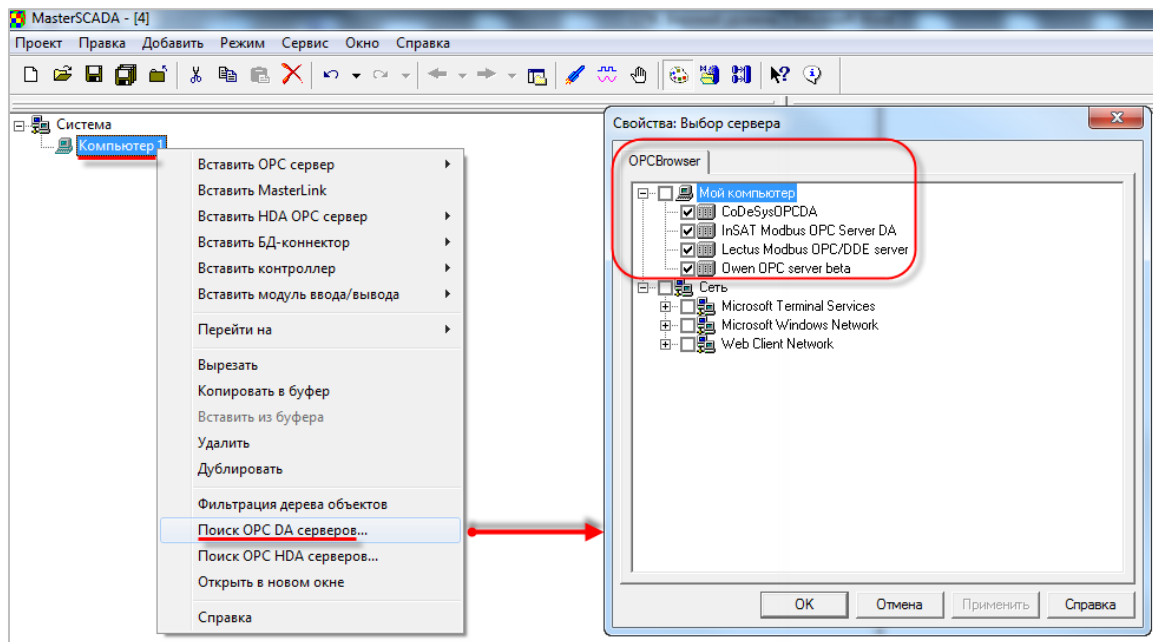 MasterSCADA - [4]
Проект Правка Добавить Режим Сервис Окно Справка
Система
Компьютер 1
Вставить OPC сервер
Вставить MasterLink
Вставить HDA OPC сервер
Вставить БД-коннектор
Вставить контроллер
Вставить модуль ввода/вывода
Перейти на
Вырезать
Копировать в буфер
Вставить из буфера
Удалить
Дублировать
Фильтрация дерева объектов
Поиск OPC DA серверов...
Поиск OPC HDA серверов...
Открыть в новом окне
Справка
Свойства: Выбор сервера
OPCBrowser
Мой компьютер
CoDeSysOPCDA
InSAT Modbus OPC Server DA
Lectus Modbus OPC/DDE server
Owen OPC server beta
Сеть
Microsoft Terminal Services
Microsoft Windows Network
Web Client Network
OK Отмена Применить Справка